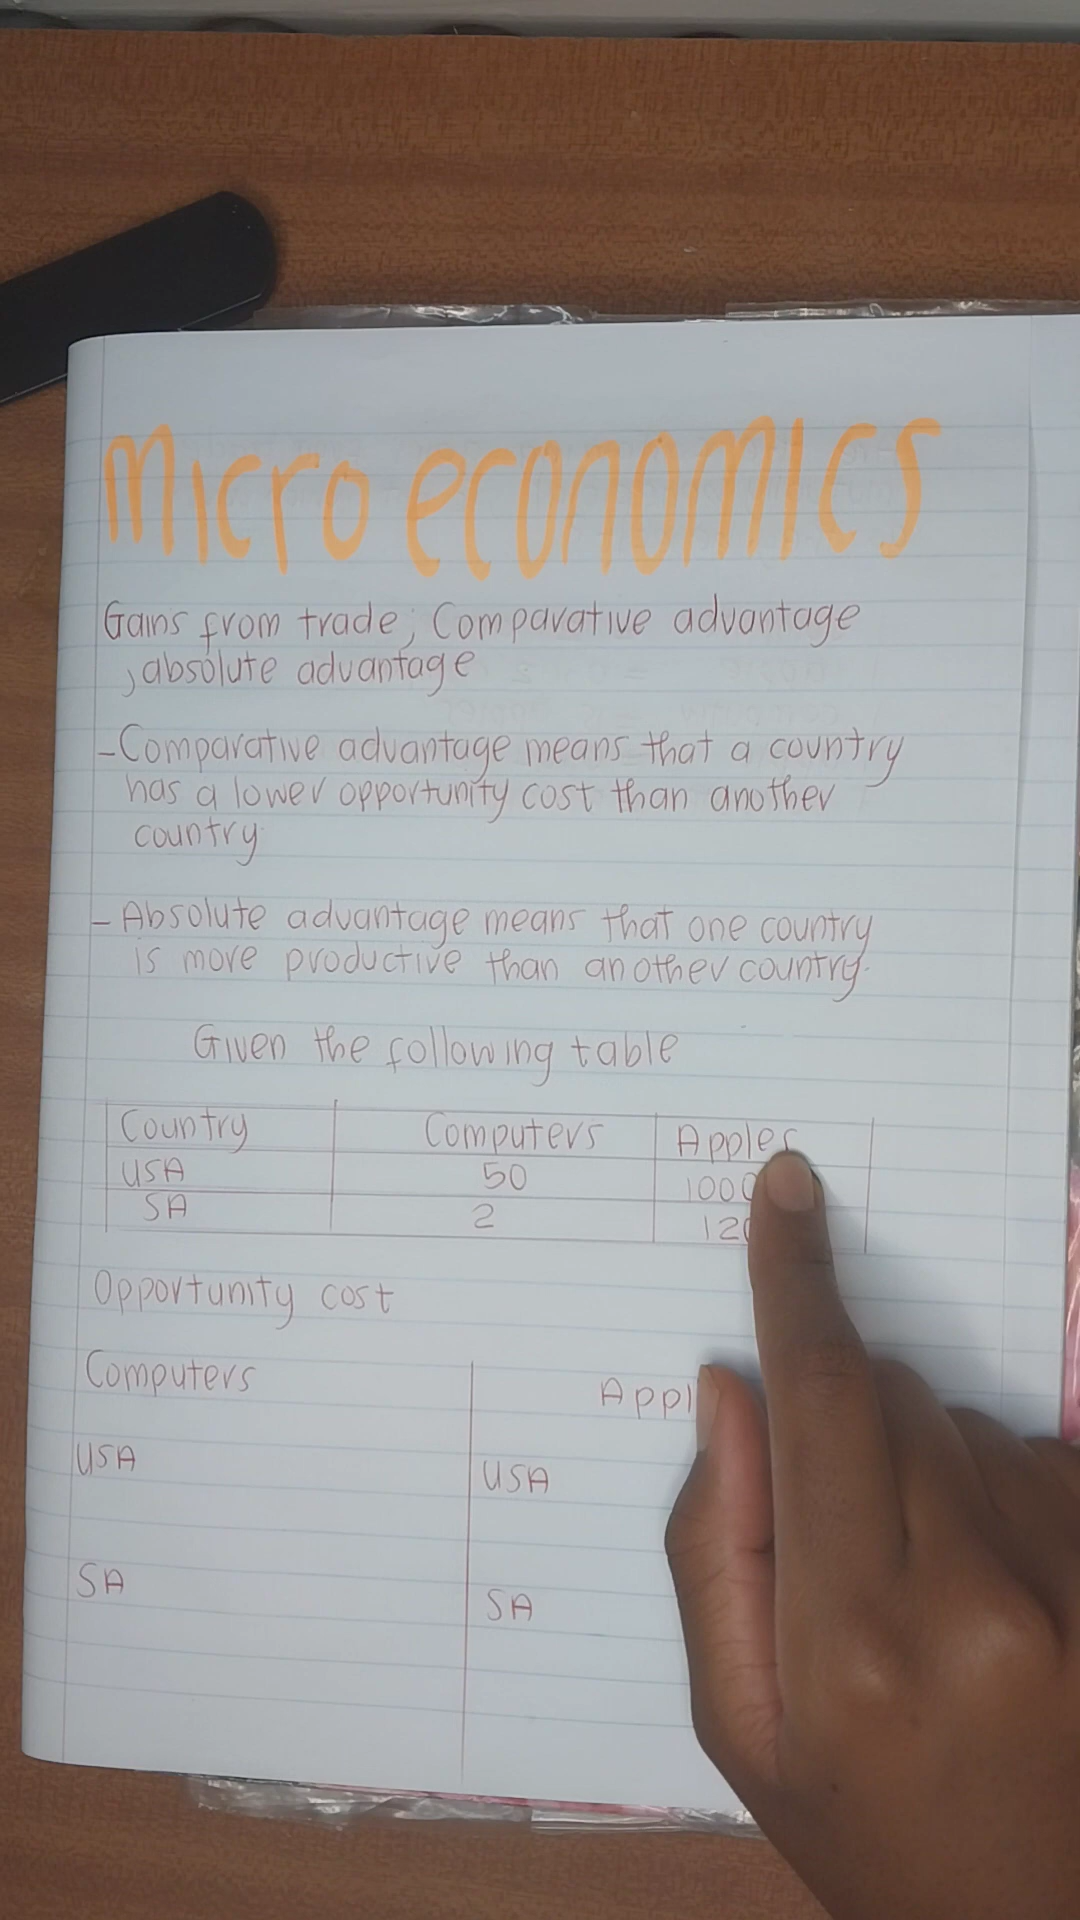 Microeconomics
Gains from trade; Comparative advantage
, absolute advantage
- Comparative advantage means that a country
has a lower opportunity cost than another
country.
- Absolute advantage means that one country
is more productive than another country.
Given the following table
Country Computers Apples
USA 50
SA 2
Opportunity cost
Computers
USA USA
SA SA